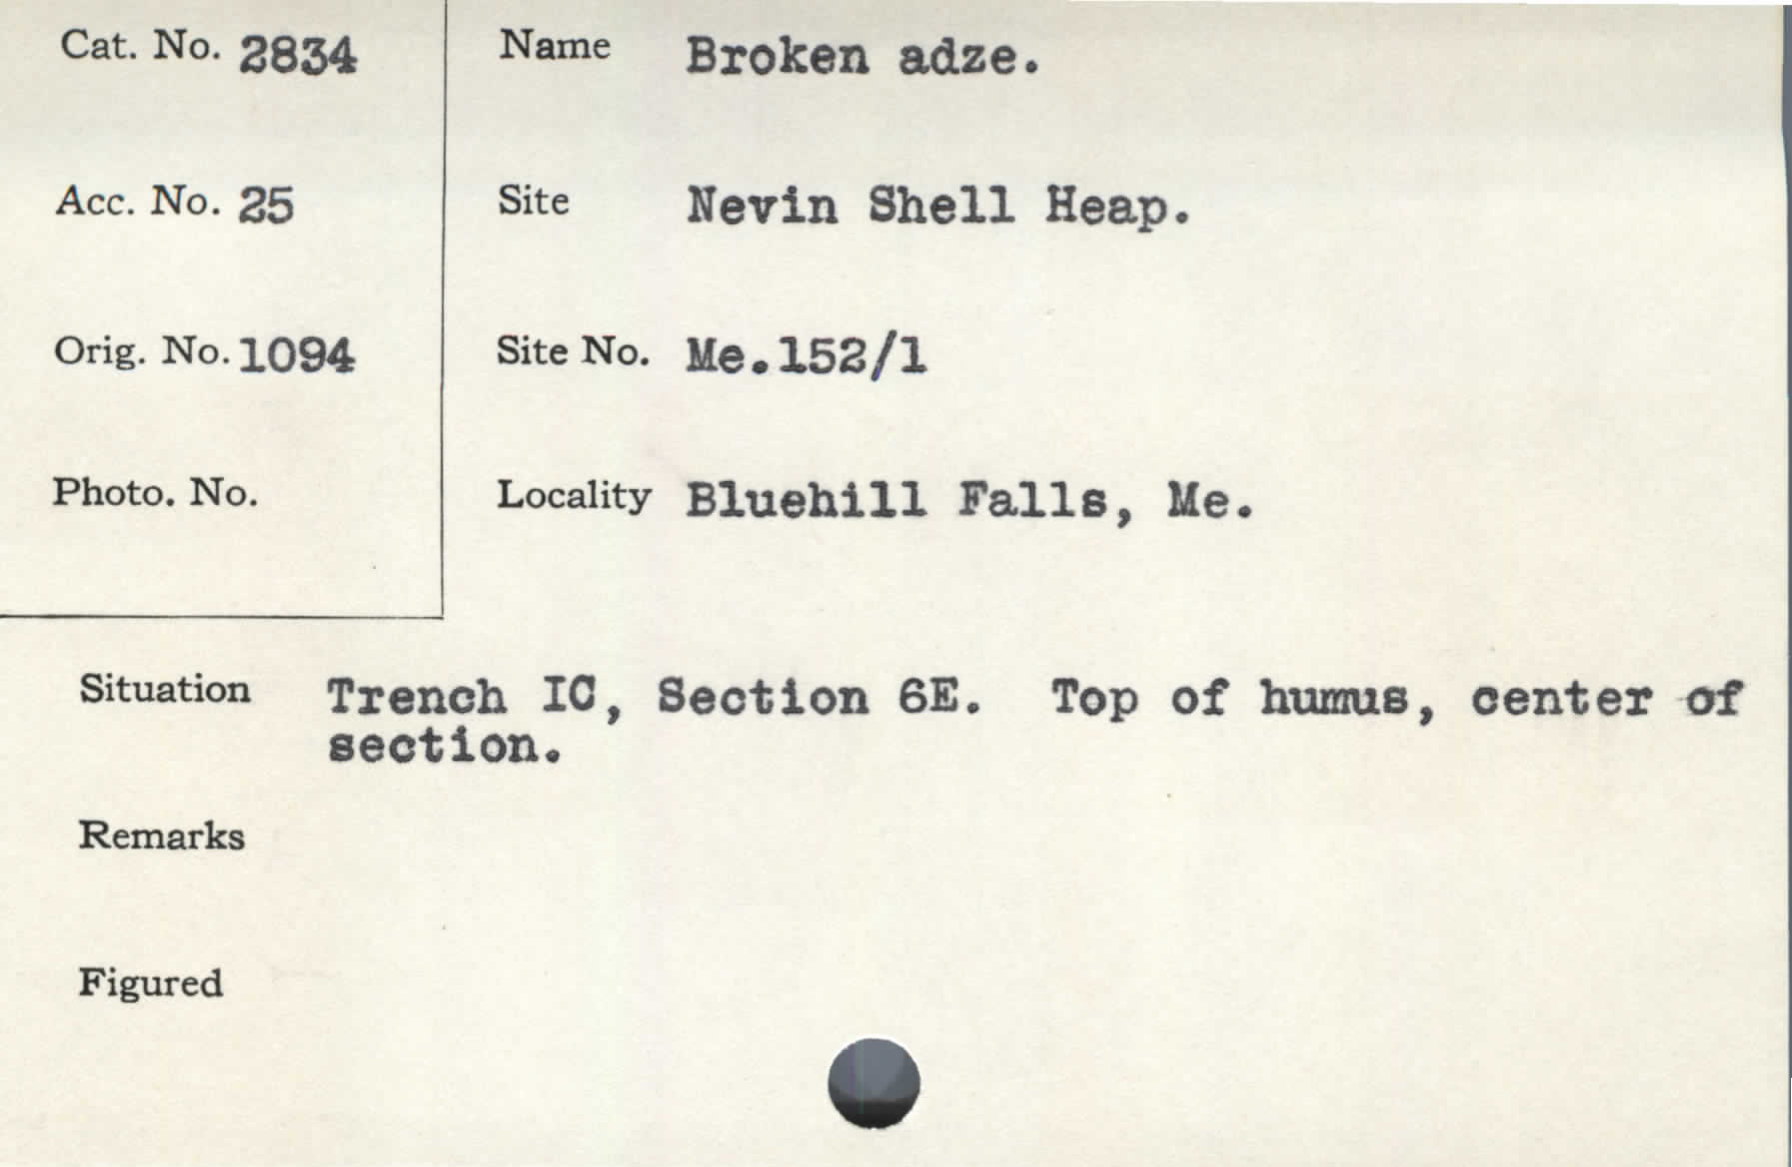 Cat. No. 2834
Name Broken adze.
Acc. No. 25
Site Nevin Shell Heap.
Orig. No. 1094
Site No. Me.152/1
Photo. No.
Locality Bluehill Falls, Me.
Situation Trench IC, Section 6E. Top of humus, center of
section.
Remarks
Figured